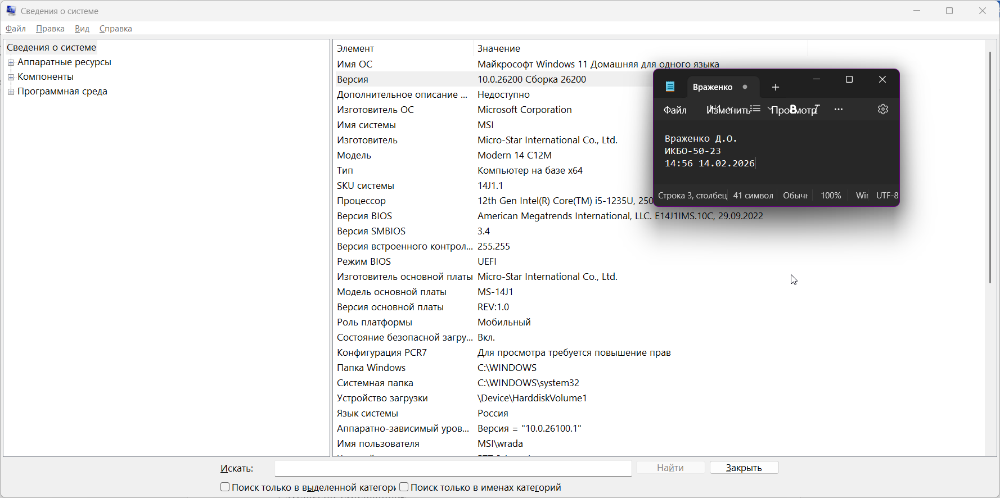 Сведения о системе
Файл Правка Вид Справка
Сведения о системе
Аппаратные ресурсы
Компоненты
Программная среда
Элемент Значение
Имя ОС Майкрософт Windows 11 Домашняя для одного языка
Версия 10.0.26200 Сборка 26200
Дополнительное описание ... Недоступно
Изготовитель ОС Microsoft Corporation
Имя системы MSI
Изготовитель Micro-Star International Co., Ltd.
Модель Modern 14 C12M
Тип Компьютер на базе x64
SKU системы 14J1.1
Процессор 12th Gen Intel(R) Core(TM) i5-1235U, 250
Версия BIOS American Megatrends International, LLC. E14J1IMS.10C, 29.09.2022
Версия SMBIOS 3.4
Версия встроенного контрол... 255.255
Режим BIOS UEFI
Изготовитель основной платы Micro-Star International Co., Ltd.
Модель основной платы MS-14J1
Версия основной платы REV:1.0
Роль платформы Мобильный
Состояние безопасной загру... Вкл.
Конфигурация PCR7 Для просмотра требуется повышение прав
Папка Windows C:\WINDOWS
Системная папка C:\WINDOWS\system32
Устройство загрузки \Device\HarddiskVolume1
Язык системы Россия
Аппаратно-зависимый уров... Версия = "10.0.26100.1"
Имя пользователя MSI\wrada
Искать: Найти Закрыть
Поиск только в выделенной категори Поиск только в именах категорий
Враженко
Файл Изменить Просмотр B I ...
Враженко Д.О.
ИКБО-50-23
14:56 14.02.2026
Строка 3, столбец 41 символ Обычн 100% Win UTF-8